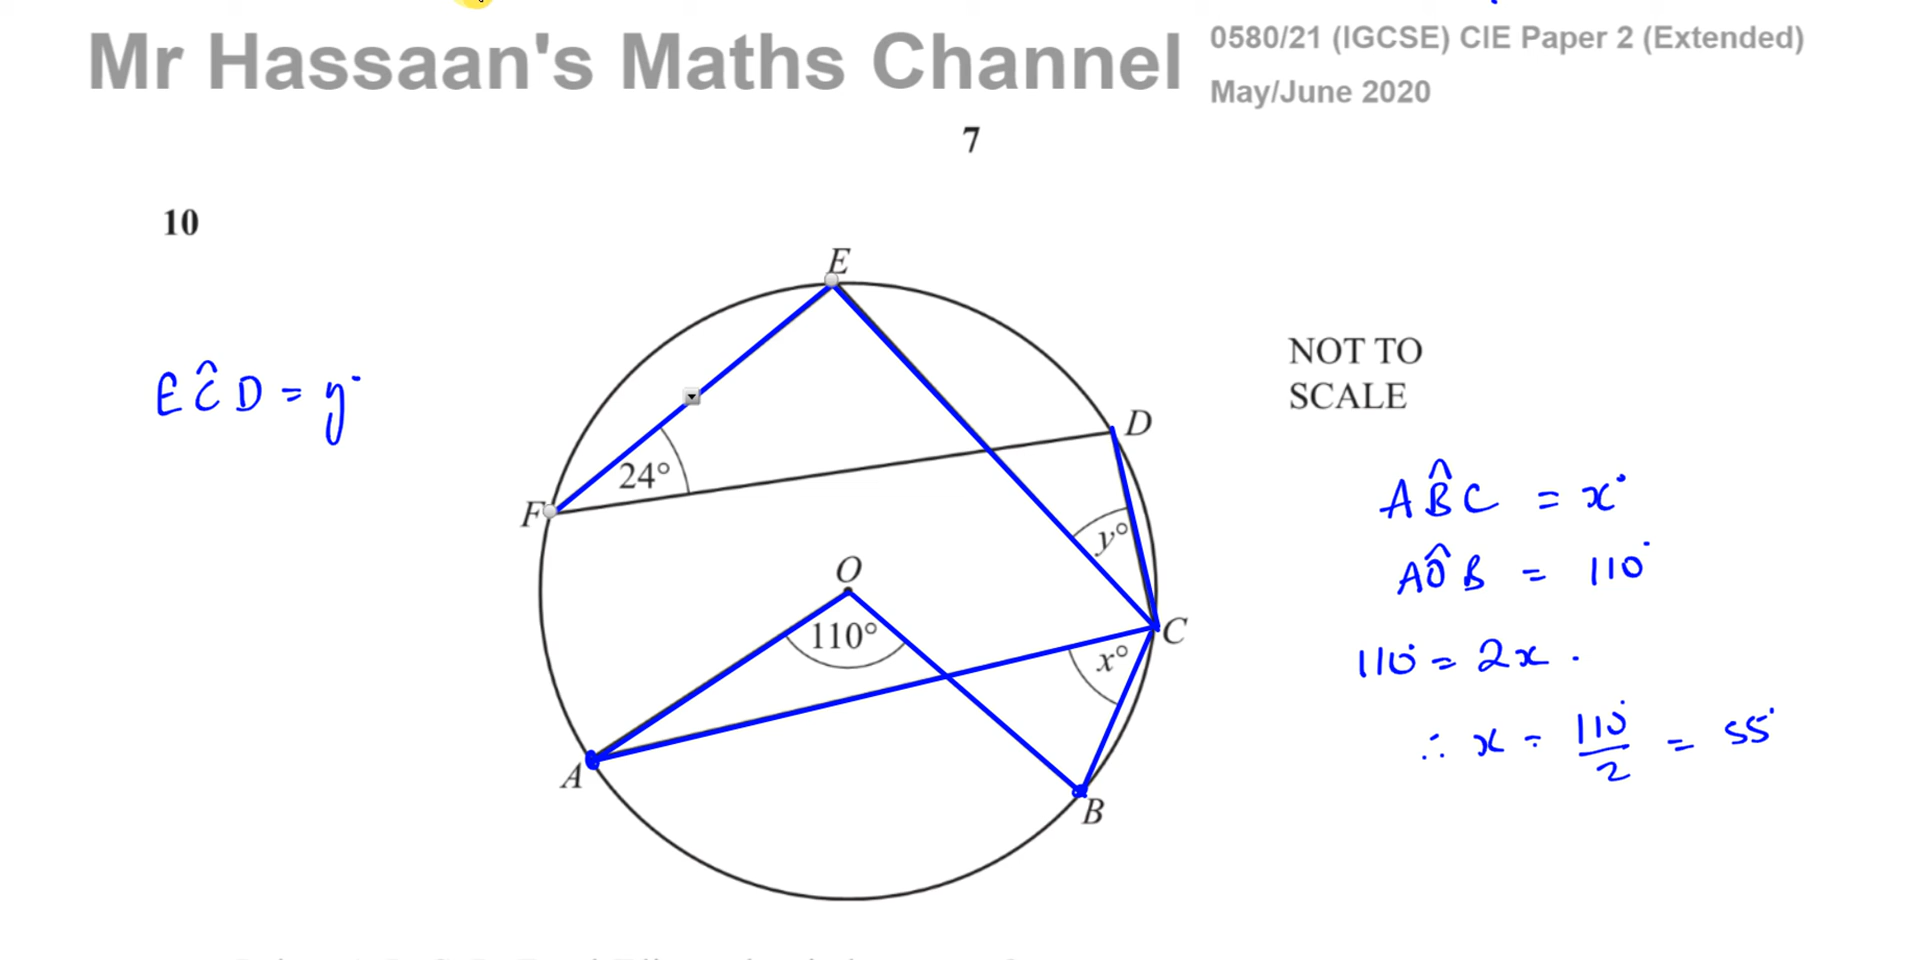 Mr Hassaan's Maths Channel
0580/21 (IGCSE) CIE Paper 2 (Extended)
May/June 2020
7
10
E
NOT TO
SCALE
EĈD = y°
D
24°
F
y°
AB̂C = x°
O
AÔB = 110°
110°
C
x°
110° = 2x .
∴ x = 110°/2 = 55°
A
B